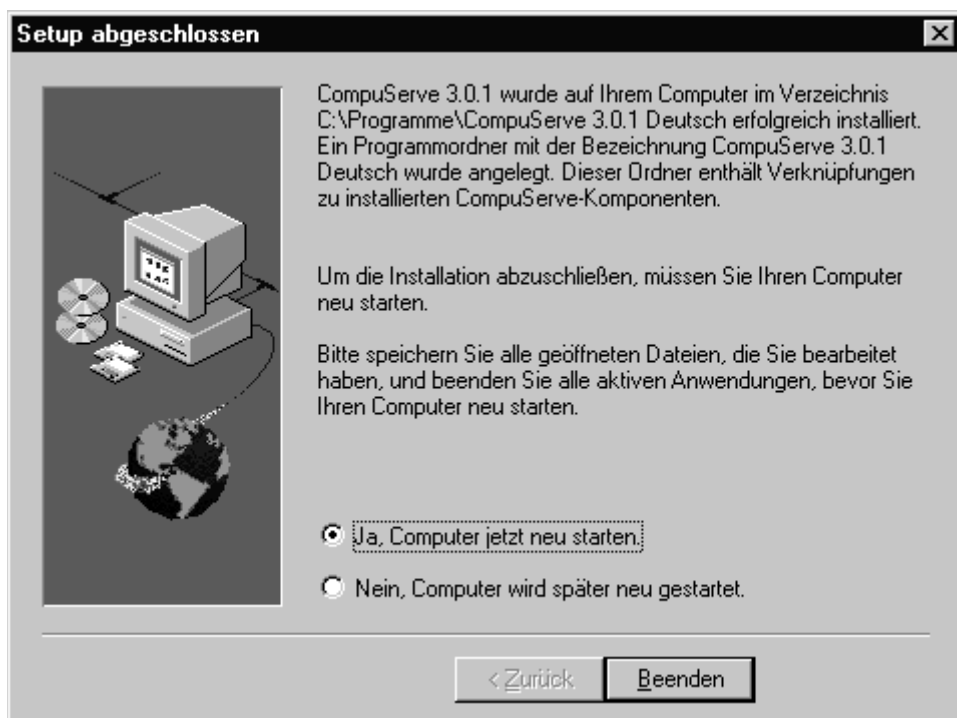 Setup abgeschlossen
CompuServe 3.0.1 wurde auf Ihrem Computer im Verzeichnis
C:\Programme\CompuServe 3.0.1 Deutsch erfolgreich installiert.
Ein Programmordner mit der Bezeichnung CompuServe 3.0.1
Deutsch wurde angelegt. Dieser Ordner enthält Verknüpfungen
zu installierten CompuServe-Komponenten.
Um die Installation abzuschließen, müssen Sie Ihren Computer
neu starten.
Bitte speichern Sie alle geöffneten Dateien, die Sie bearbeitet
haben, und beenden Sie alle aktiven Anwendungen, bevor Sie
Ihren Computer neu starten.
Ja, Computer jetzt neu starten.
Nein, Computer wird später neu gestartet.
< Zurück
Beenden